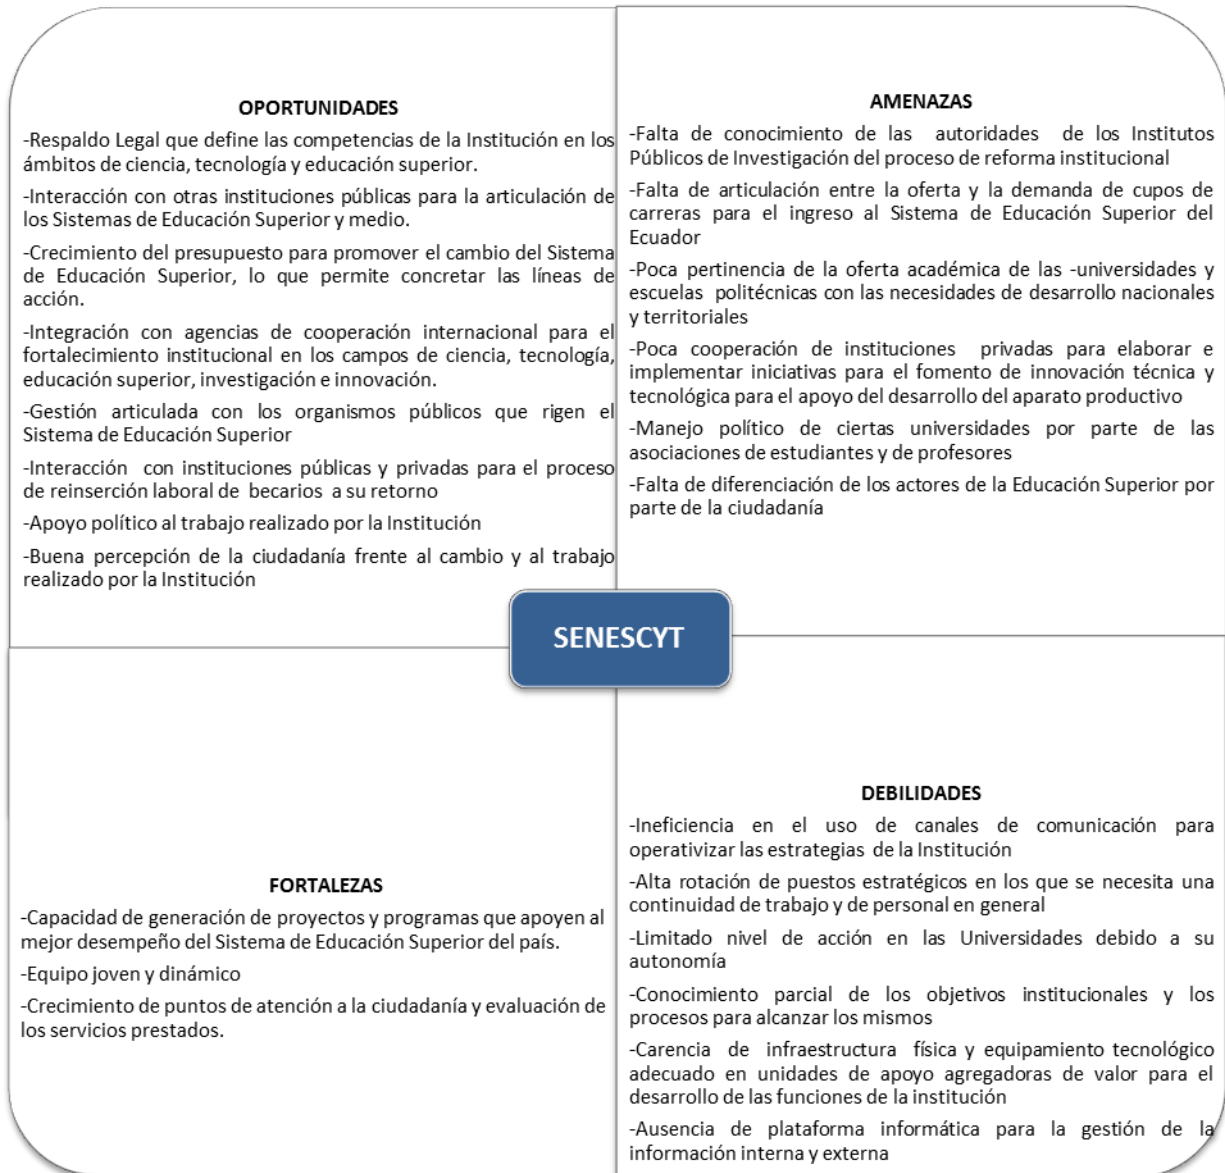 OPORTUNIDADES
-Respaldo Legal que define las competencias de la Institución en los
ámbitos de ciencia, tecnología y educación superior.
-Interacción con otras instituciones públicas para la articulación de
los Sistemas de Educación Superior y medio.
-Crecimiento del presupuesto para promover el cambio del Sistema
de Educación Superior, lo que permite concretar las líneas de
acción.
-Integración con agencias de cooperación internacional para el
fortalecimiento institucional en los campos de ciencia, tecnología,
educación superior, investigación e innovación.
-Gestión articulada con los organismos públicos que rigen el
Sistema de Educación Superior
-Interacción con instituciones públicas y privadas para el proceso
de reinserción laboral de becarios a su retorno
-Apoyo político al trabajo realizado por la Institución
-Buena percepción de la ciudadanía frente al cambio y al trabajo
realizado por la Institución
AMENAZAS
-Falta de conocimiento de las autoridades de los Institutos
Públicos de Investigación del proceso de reforma institucional
-Falta de articulación entre la oferta y la demanda de cupos de
carreras para el ingreso al Sistema de Educación Superior del
Ecuador
-Poca pertinencia de la oferta académica de las -universidades y
escuelas politécnicas con las necesidades de desarrollo nacionales
y territoriales
-Poca cooperación de instituciones privadas para elaborar e
implementar iniciativas para el fomento de innovación técnica y
tecnológica para el apoyo del desarrollo del aparato productivo
-Manejo político de ciertas universidades por parte de las
asociaciones de estudiantes y de profesores
-Falta de diferenciación de los actores de la Educación Superior por
parte de la ciudadanía
SENESCYT
FORTALEZAS
-Capacidad de generación de proyectos y programas que apoyen al
mejor desempeño del Sistema de Educación Superior del país.
-Equipo joven y dinámico
-Crecimiento de puntos de atención a la ciudadanía y evaluación de
los servicios prestados.
DEBILIDADES
-Ineficiencia en el uso de canales de comunicación para
operativizar las estrategias de la Institución
-Alta rotación de puestos estratégicos en los que se necesita una
continuidad de trabajo y de personal en general
-Limitado nivel de acción en las Universidades debido a su
autonomía
-Conocimiento parcial de los objetivos institucionales y los
procesos para alcanzar los mismos
-Carencia de infraestructura física y equipamiento tecnológico
adecuado en unidades de apoyo agregadoras de valor para el
desarrollo de las funciones de la institución
-Ausencia de plataforma informática para la gestión de la
información interna y externa